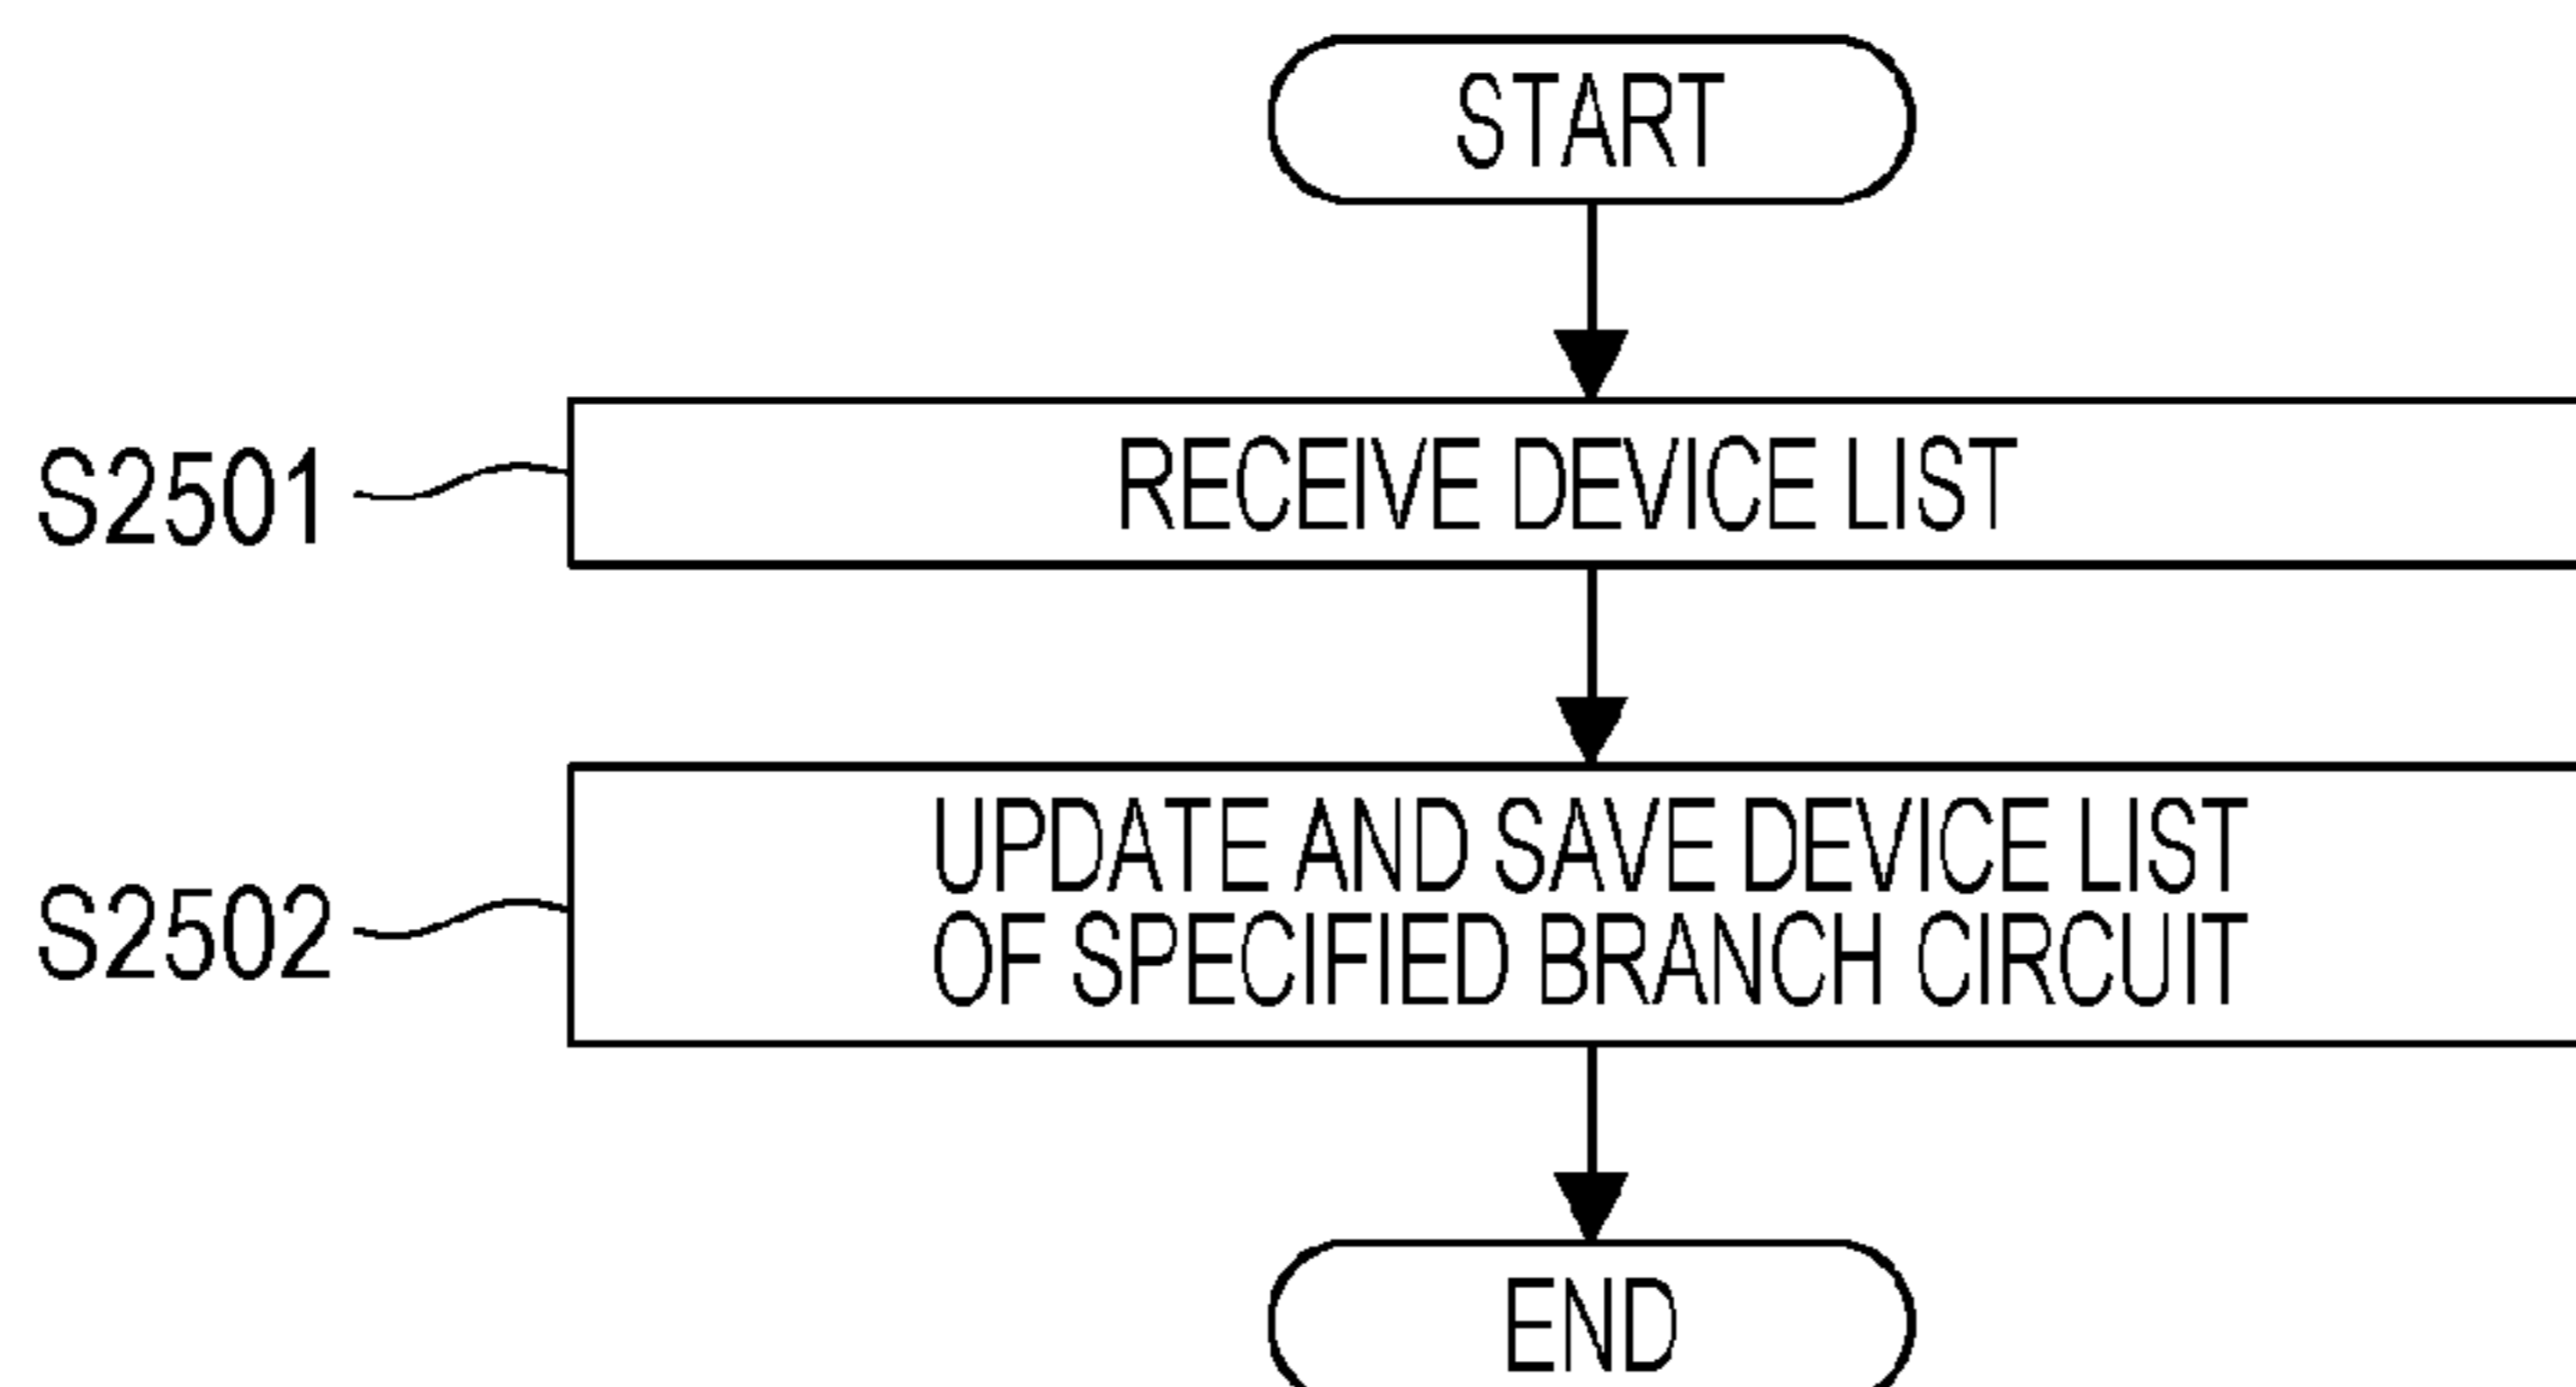 START
S2501
RECEIVE DEVICE LIST
S2502
UPDATE AND SAVE DEVICE LIST
OF SPECIFIED BRANCH CIRCUIT
END